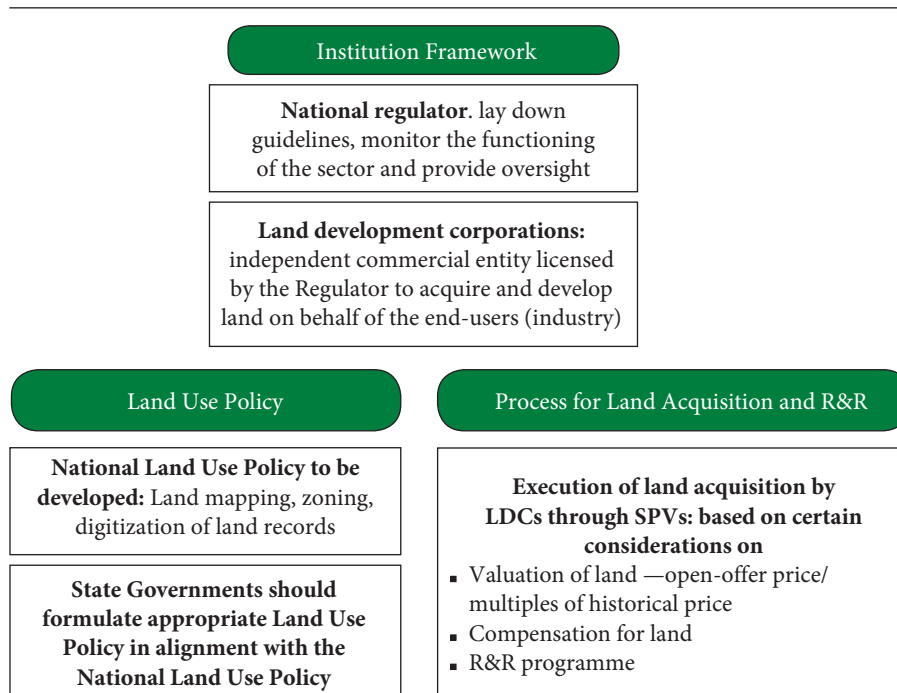 Institution Framework
National regulator. lay down
guidelines, monitor the functioning
of the sector and provide oversight
Land development corporations:
independent commercial entity licensed
by the Regulator to acquire and develop
land on behalf of the end-users (industry)
Land Use Policy
National Land Use Policy to be
developed: Land mapping, zoning,
digitization of land records
State Governments should
formulate appropriate Land Use
Policy in alignment with the
National Land Use Policy
Process for Land Acquisition and R&R
Execution of land acquisition by
LDCs through SPVs: based on certain
considerations on
▪ Valuation of land —open-offer price/
multiples of historical price
▪ Compensation for land
▪ R&R programme